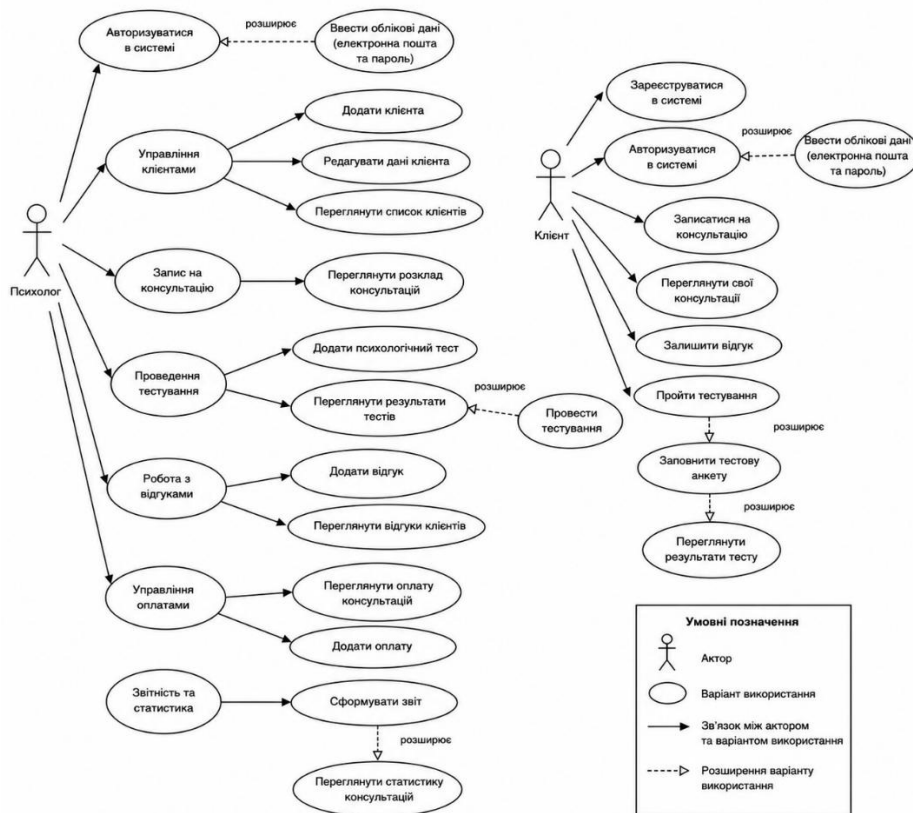 Авторизуватися
в системі
розширює
Ввести облікові дані
(електронна пошта
та пароль)
Управління
клієнтами
Додати клієнта
Редагувати дані клієнта
Переглянути список клієнтів
Психолог
Запис на
консультацію
Переглянути розклад
консультацій
Проведення
тестування
Додати психологічний тест
Переглянути результати
тестів
розширює
Провести
тестування
Робота з
відгуками
Додати відгук
Переглянути відгуки клієнтів
Управління
оплатами
Переглянути оплату
консультацій
Додати оплату
Звітність та
статистика
Сформувати звіт
розширює
Переглянути статистику
консультацій
Клієнт
Зареєструватися
в системі
Авторизуватися
в системі
розширює
Ввести облікові дані
(електронна пошта
та пароль)
Записатися на
консультацію
Переглянути свої
консультації
Залишити відгук
Пройти тестування
розширює
Заповнити тестову
анкету
розширює
Переглянути
результати тесту
Умовні позначення
Актор
Варіант використання
Зв'язок між актором
та варіантом використання
Розширення варіанту
використання